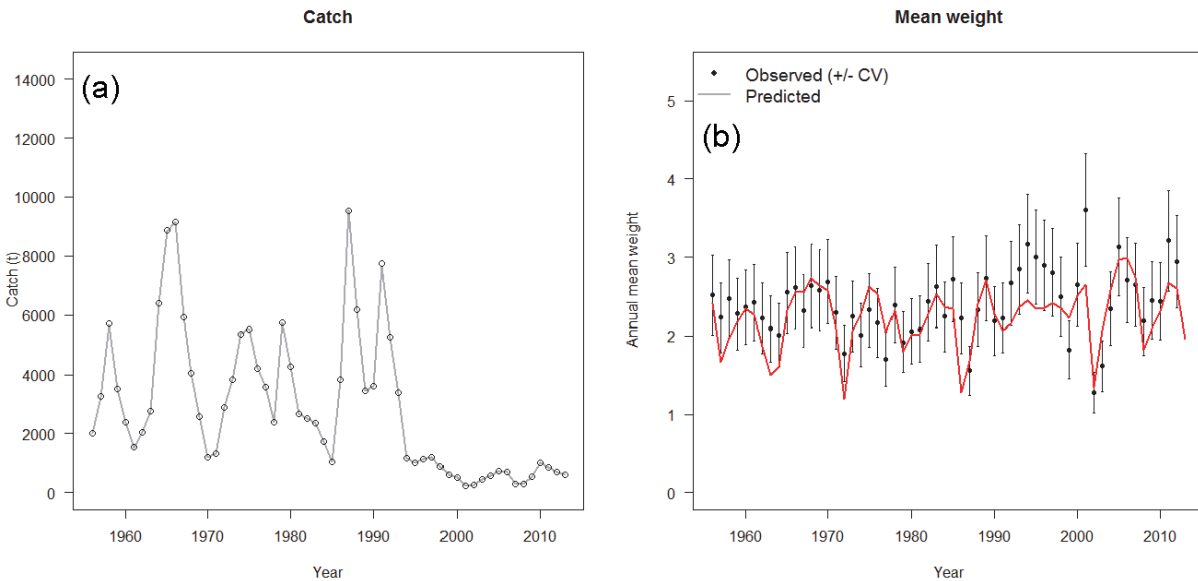 Catch
(a)
Catch (t)
14000
12000
10000
8000
6000
4000
2000
0
1960 1970 1980 1990 2000 2010
Year
Mean weight
Observed (+/- CV)
Predicted
(b)
Annual mean weight
5
4
3
2
1
0
1960 1970 1980 1990 2000 2010
Year